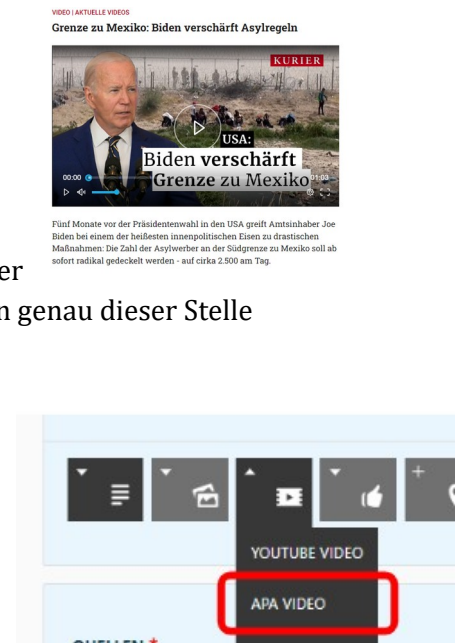 VIDEO | AKTUELLE VIDEOS
Grenze zu Mexiko: Biden verschärft Asylregeln
KURIER
USA:
Biden verschärft
Grenze zu Mexiko
00:00
01:03
Fünf Monate vor der Präsidentenwahl in den USA greift Amtsinhaber Joe
Biden bei einem der heißesten innenpolitischen Eisen zu drastischen
Maßnahmen: Die Zahl der Asylwerber an der Südgrenze zu Mexiko soll ab
sofort radikal gedeckelt werden - auf cirka 2.500 am Tag.
er
n genau dieser Stelle
YOUTUBE VIDEO
APA VIDEO
QUELLEN *